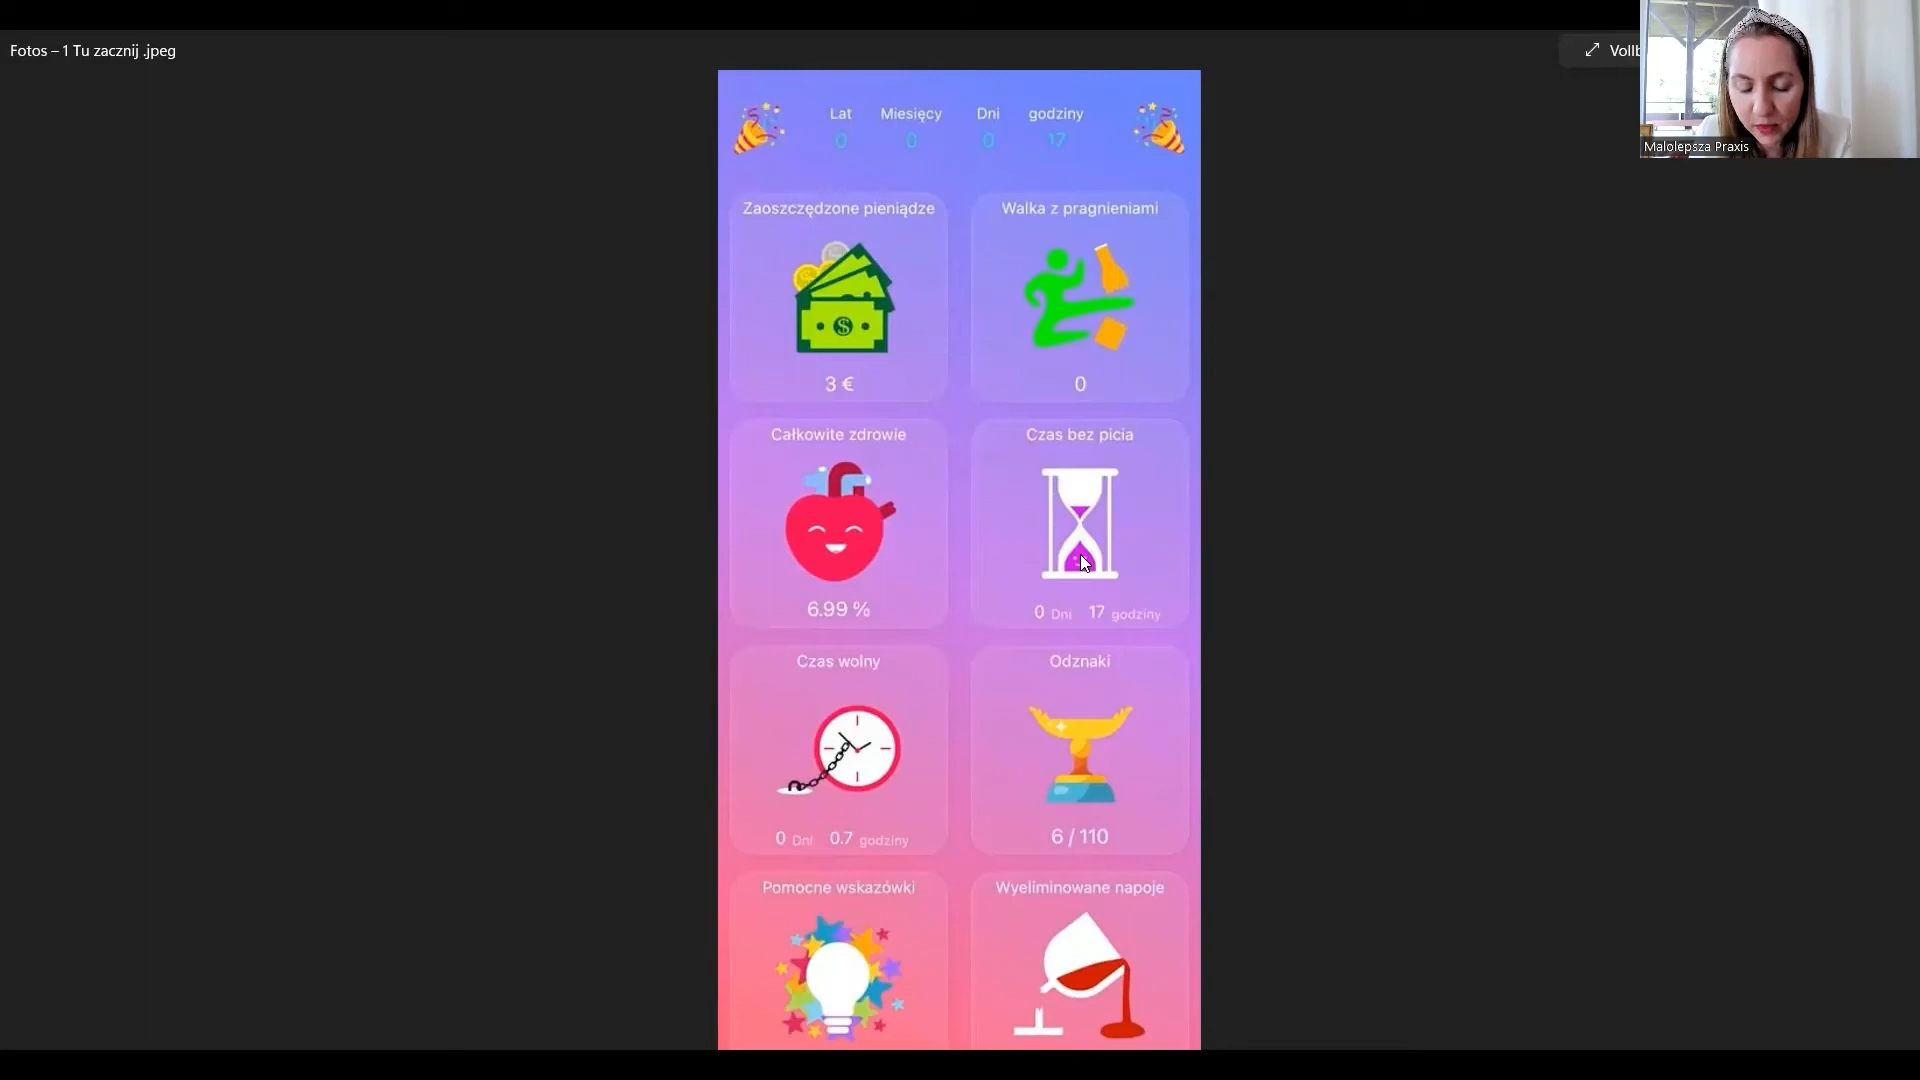 Fotos – 1 Tu zacznij .jpeg
Vollb
Malolepsza Praxis
Lat Miesięcy Dni godziny
0 0 0 17
Zaoszczędzone pieniądze
3 €
Walka z pragnieniami
0
Całkowite zdrowie
6.99 %
Czas bez picia
0 Dni 17 godziny
Czas wolny
0 Dni 0.7 godziny
Odznaki
6 / 110
Pomocne wskazówki
Wyeliminowane napoje